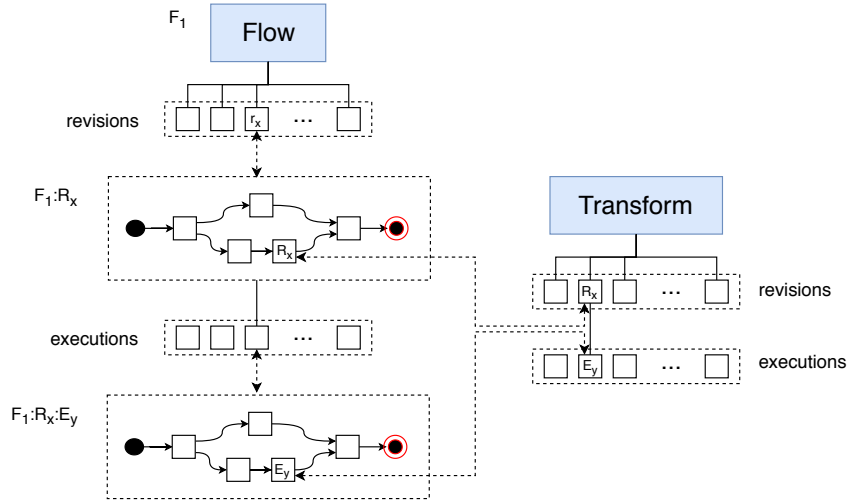 F1
Flow
revisions
rx
...
F1:Rx
Rx
Transform
Rx
...
revisions
executions
...
Ey
...
executions
F1:Rx:Ey
Ey